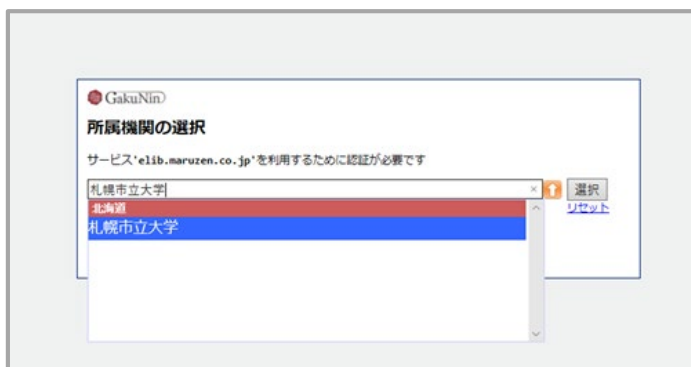 GakuNin
所属機関の選択
サービス'elib.maruzen.co.jp'を利用するために認証が必要です
札幌市立大学 × 選択
北海道 リセット
札幌市立大学